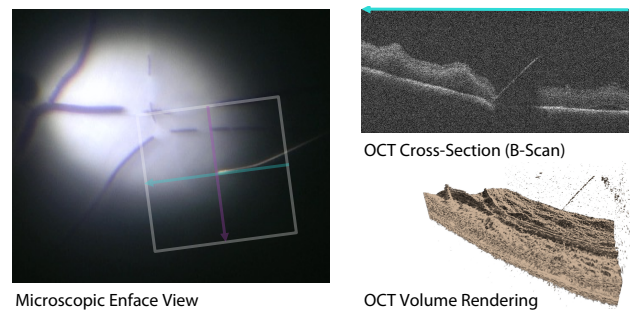 OCT Cross-Section (B-Scan)
Microscopic Enface View
OCT Volume Rendering